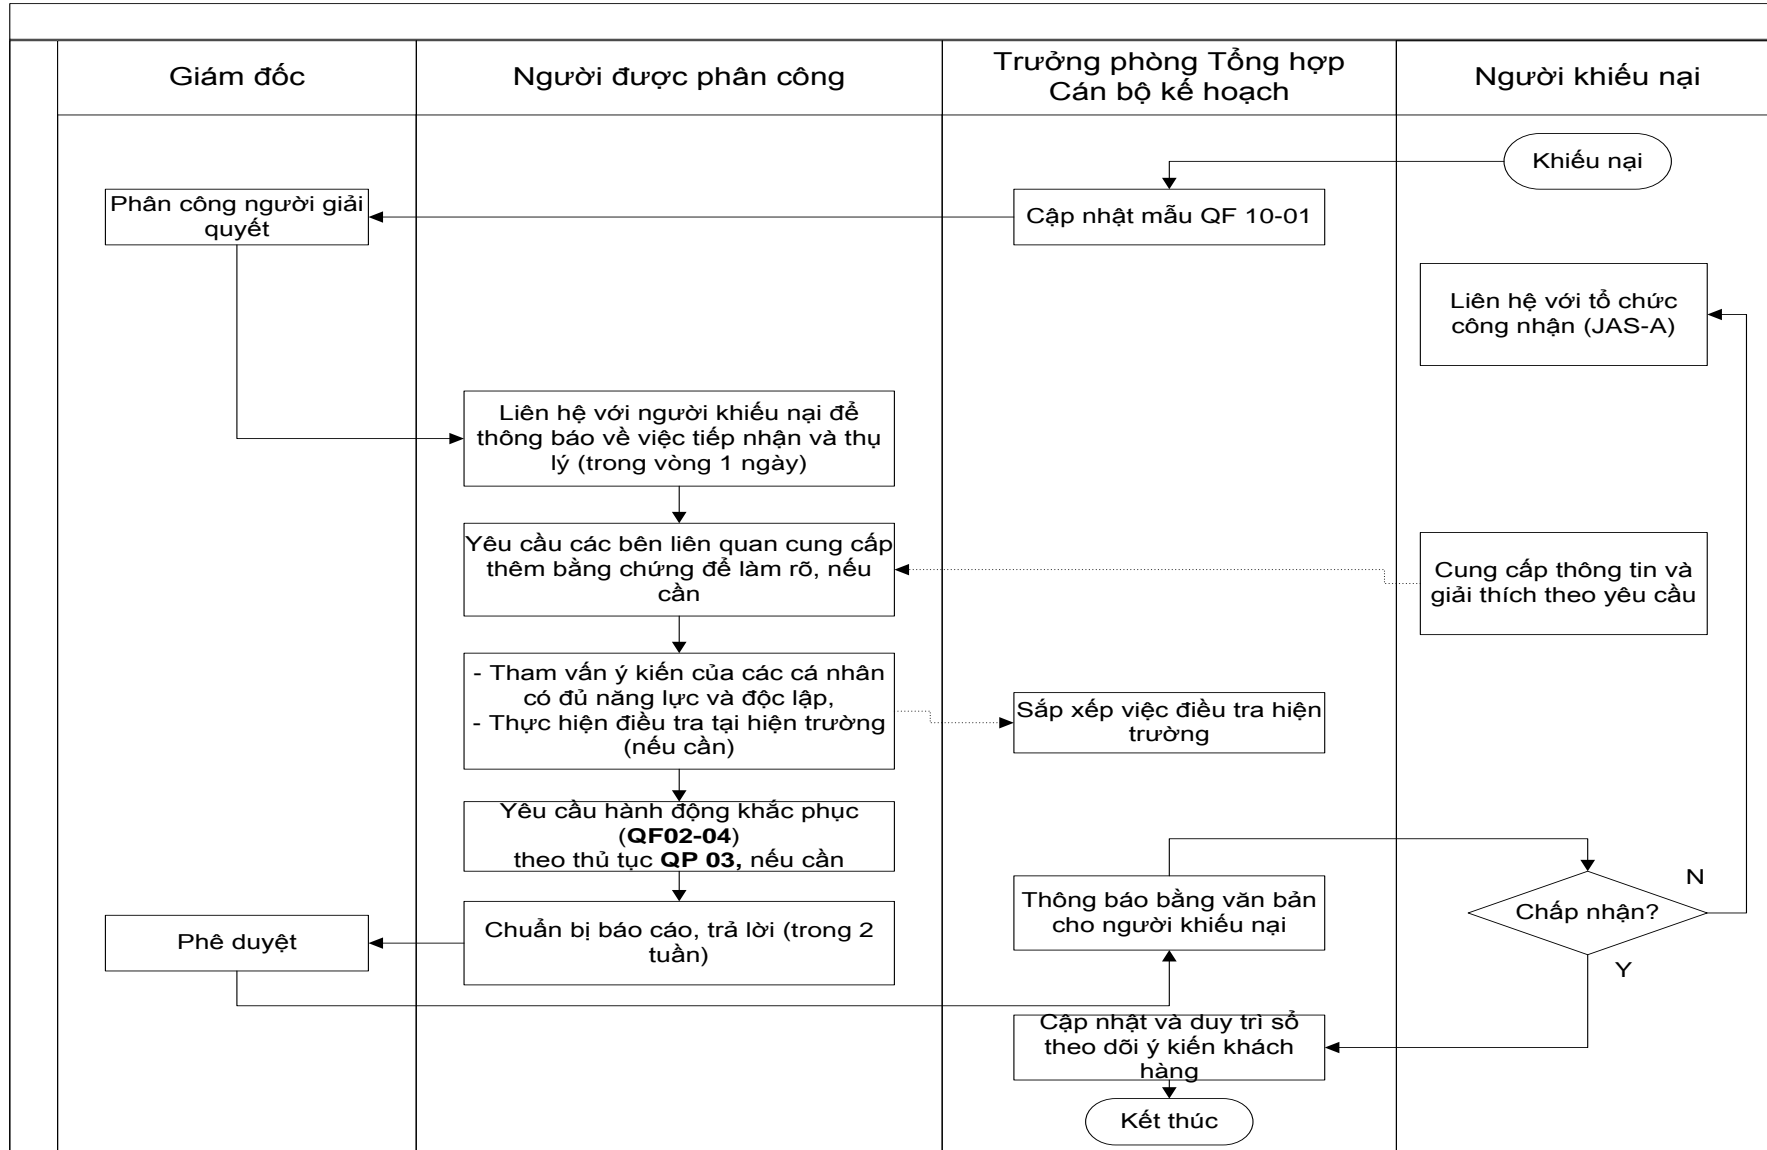 Giám đốc
Người được phân công
Trưởng phòng Tổng hợp
Cán bộ kế hoạch
Người khiếu nại
Khiếu nại
Phân công người giải
quyết
Cập nhật mẫu QF 10-01
Liên hệ với tổ chức
công nhận (JAS-A)
Liên hệ với người khiếu nại để
thông báo về việc tiếp nhận và thụ
lý (trong vòng 1 ngày)
Yêu cầu các bên liên quan cung cấp
thêm bằng chứng để làm rõ, nếu
cần
Cung cấp thông tin và
giải thích theo yêu cầu
- Tham vấn ý kiến của các cá nhân
có đủ năng lực và độc lập,
- Thực hiện điều tra tại hiện trường
(nếu cần)
Sắp xếp việc điều tra hiện
trường
Yêu cầu hành động khắc phục
(QF02-04)
theo thủ tục QP 03, nếu cần
Thông báo bằng văn bản
cho người khiếu nại
Chấp nhận?
N
Y
Phê duyệt
Chuẩn bị báo cáo, trả lời (trong 2
tuần)
Cập nhật và duy trì sổ
theo dõi ý kiến khách
hàng
Kết thúc